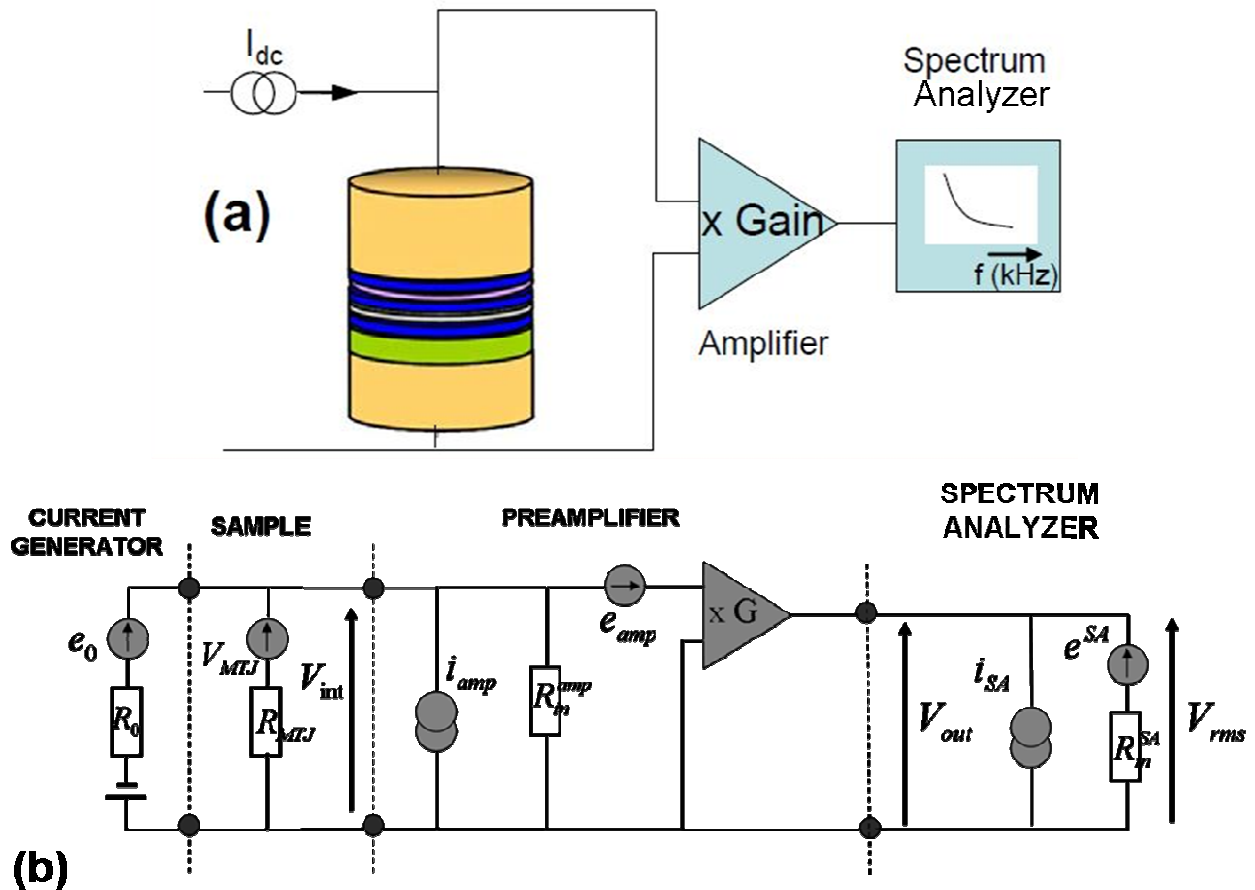 I_dc
Spectrum
Analyzer
(a)
x Gain
f (kHz)
Amplifier
CURRENT
GENERATOR
SAMPLE
PREAMPLIFIER
SPECTRUM
ANALYZER
e_0
R_0
V_MTJ
R_MTJ
V_int
i_amp
R_in^amp
e_amp
x G
V_out
i_SA
e^SA
R_in^SA
V_rms
(b)